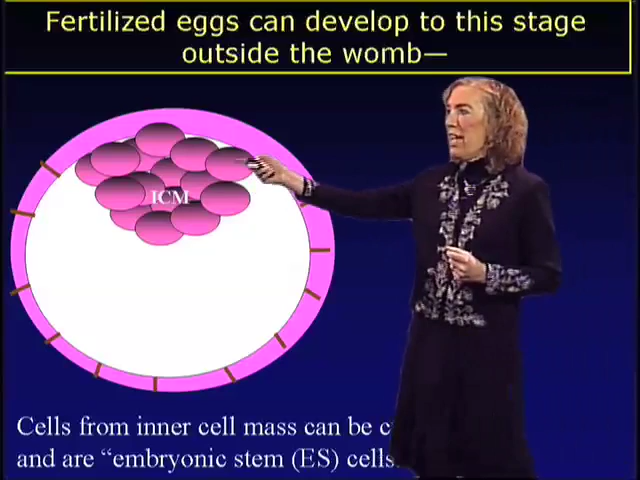 Fertilized eggs can develop to this stage
outside the womb—
ICM
Cells from inner cell mass can be
and are “embryonic stem (ES) cells